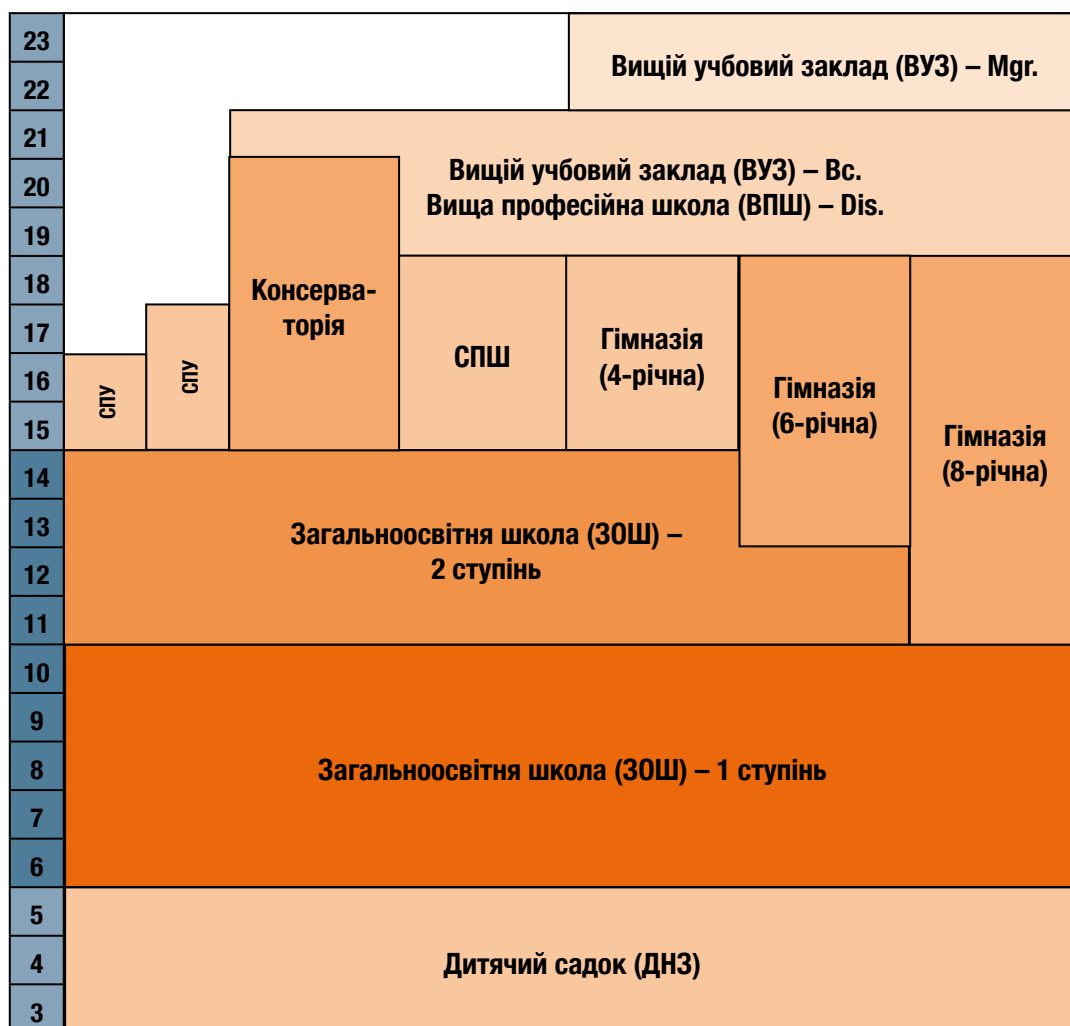 23
Вищій учбовий заклад (ВУЗ) – Mgr.
22
21
20
Вищій учбовий заклад (ВУЗ) – Bc.
Вища професійна школа (ВПШ) – Dis.
19
18
Консерва-
торія
17
СПУ
СПУ
СПШ
Гімназія
(4-річна)
16
Гімназія
(6-річна)
15
Гімназія
(8-річна)
14
13
Загальноосвітня школа (ЗОШ) –
2 ступінь
12
11
10
9
8
Загальноосвітня школа (ЗОШ) – 1 ступінь
7
6
5
4
Дитячий садок (ДНЗ)
3